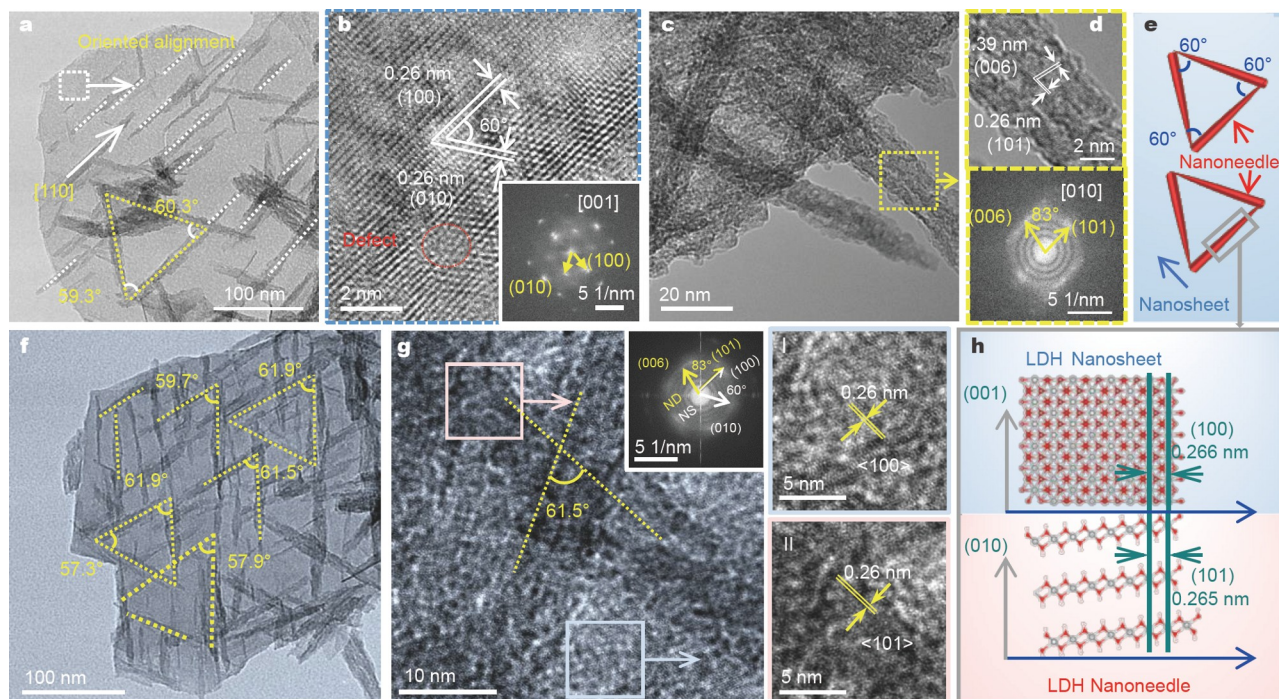 a
Oriented alignment
[110]
60.3°
59.3°
100 nm
b
0.26 nm
(100)
60°
0.26 nm
(010)
Defect
2 nm
[001]
(100)
(010)
5 1/nm
c
20 nm
d
0.39 nm
(006)
0.26 nm
(101)
2 nm
[010]
(006)
83°
(101)
5 1/nm
e
60°
60°
60°
Nanoneedle
Nanosheet
f
59.7°
61.9°
61.9°
61.5°
57.3°
57.9°
100 nm
g
61.5°
10 nm
(006)
83°
(101)
(100)
ND
60°
NS
(010)
5 1/nm
I
0.26 nm
<100>
5 nm
II
0.26 nm
<101>
5 nm
h
LDH Nanosheet
(001)
(100)
0.266 nm
(010)
(101)
0.265 nm
LDH Nanoneedle